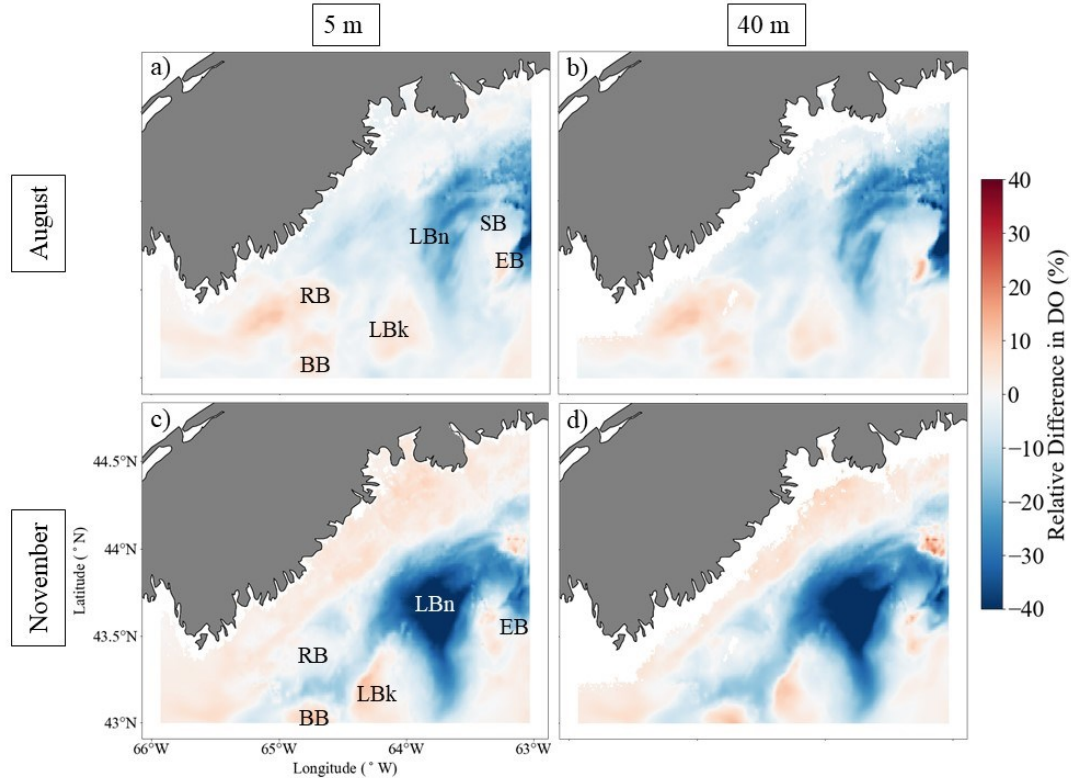 5 m
40 m
August
November
a)
LBn
SB
EB
RB
LBk
BB
b)
c)
LBn
EB
RB
LBk
BB
44.5°N
44°N
43.5°N
43°N
Latitude (°N)
66°W
65°W
64°W
63°W
Longitude (°W)
d)
40
30
20
10
0
−10
−20
−30
−40
Relative Difference in DO (%)